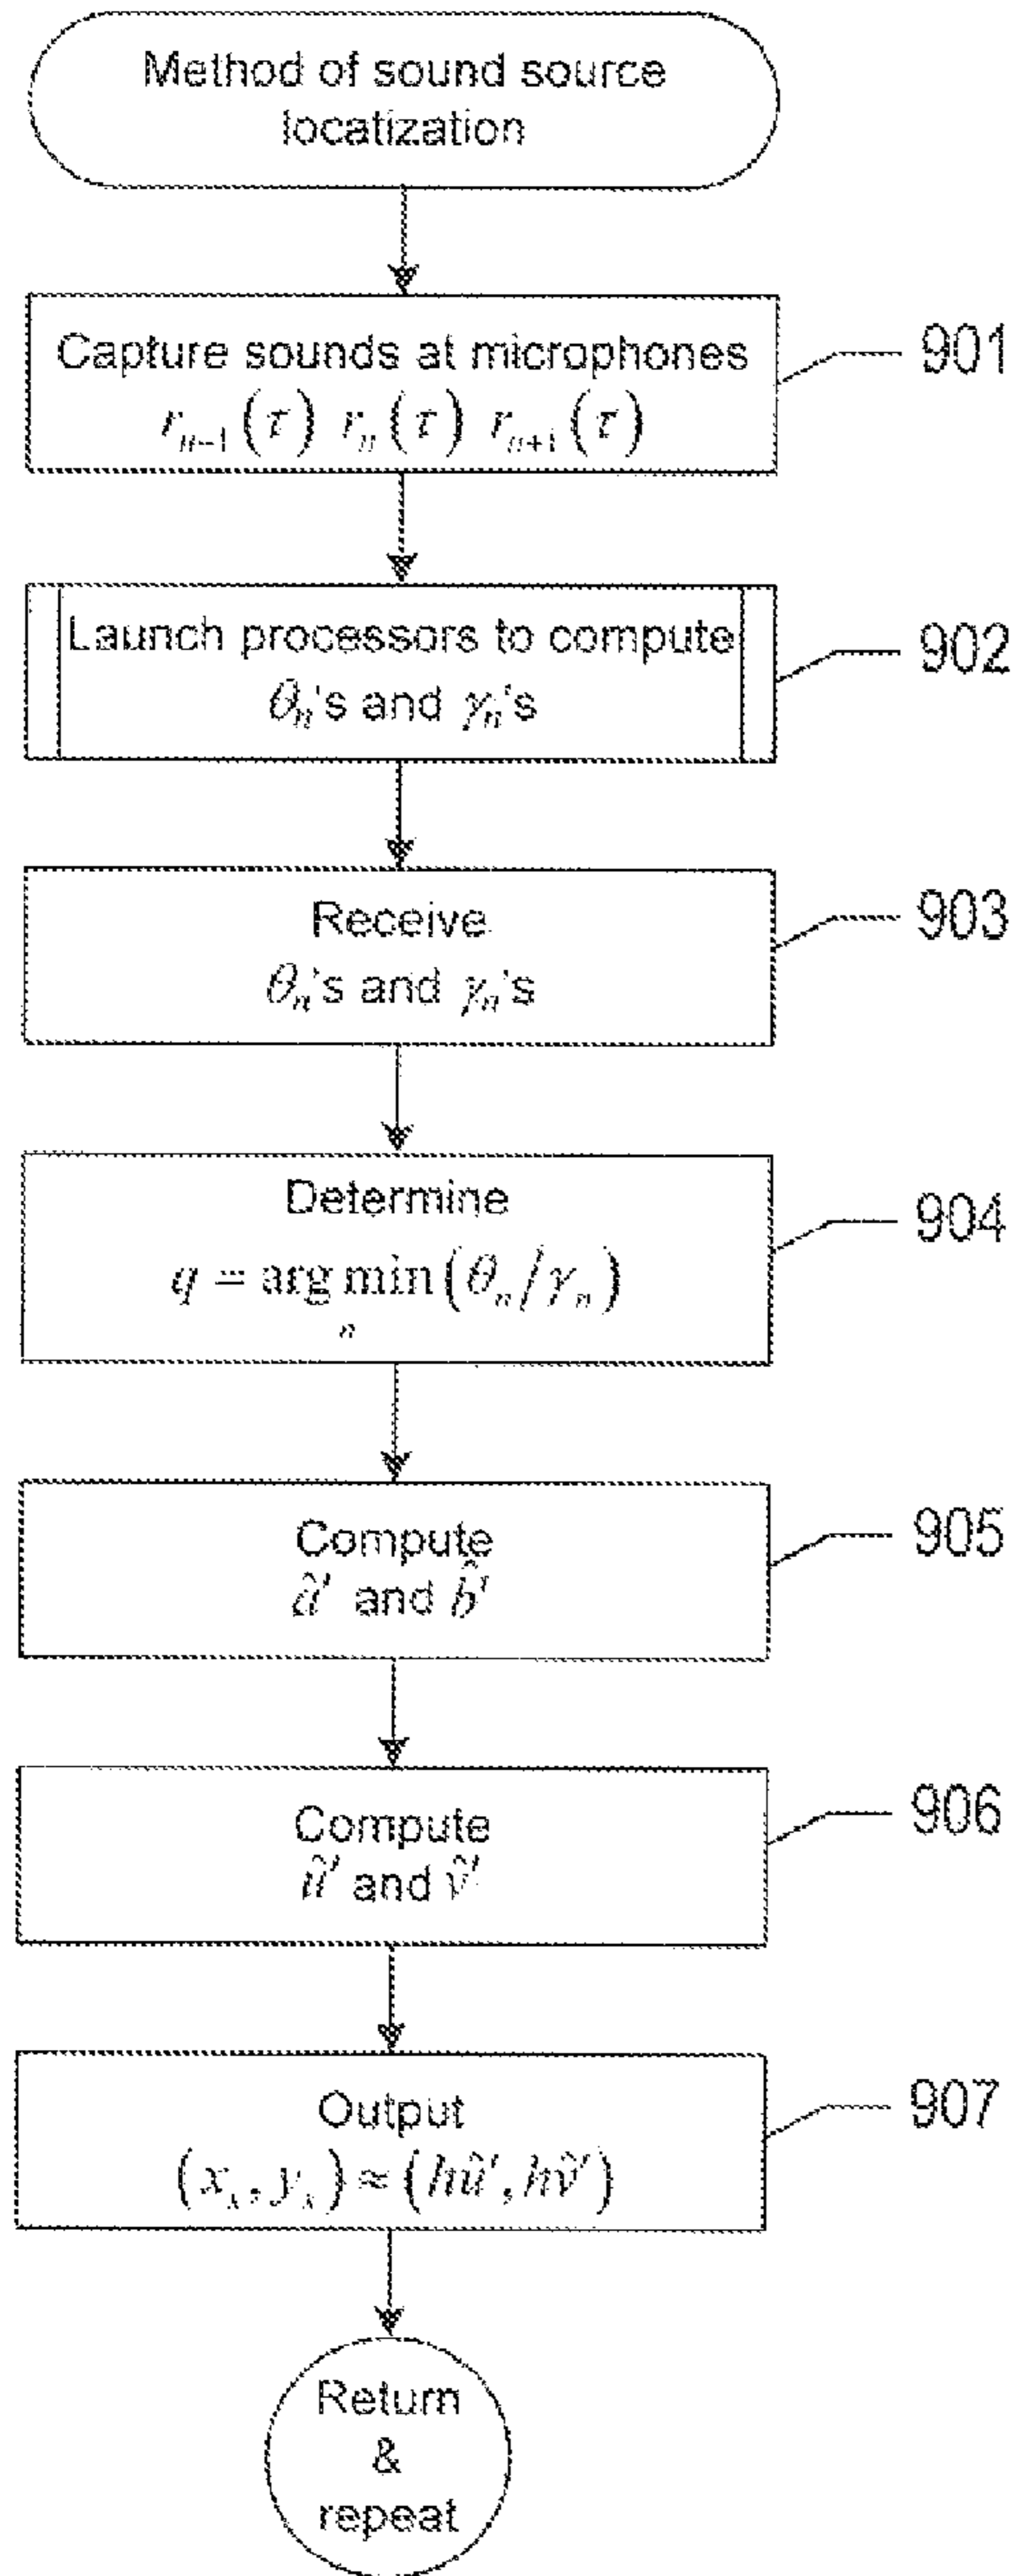 Method of sound source
locatization
Capture sounds at microphones
r_{n-1}(τ) r_n(τ) r_{n+1}(τ)
901
Launch processors to compute
θ_n's and γ_n's
902
Receive
θ_n's and γ_n's
903
Determine
q = arg min_n (θ_n/γ_n)
904
Compute
â' and b̂'
905
Compute
û' and v̂'
906
Output
(x_s, y_s) ≈ (hû', hv̂')
907
Return
&
repeat